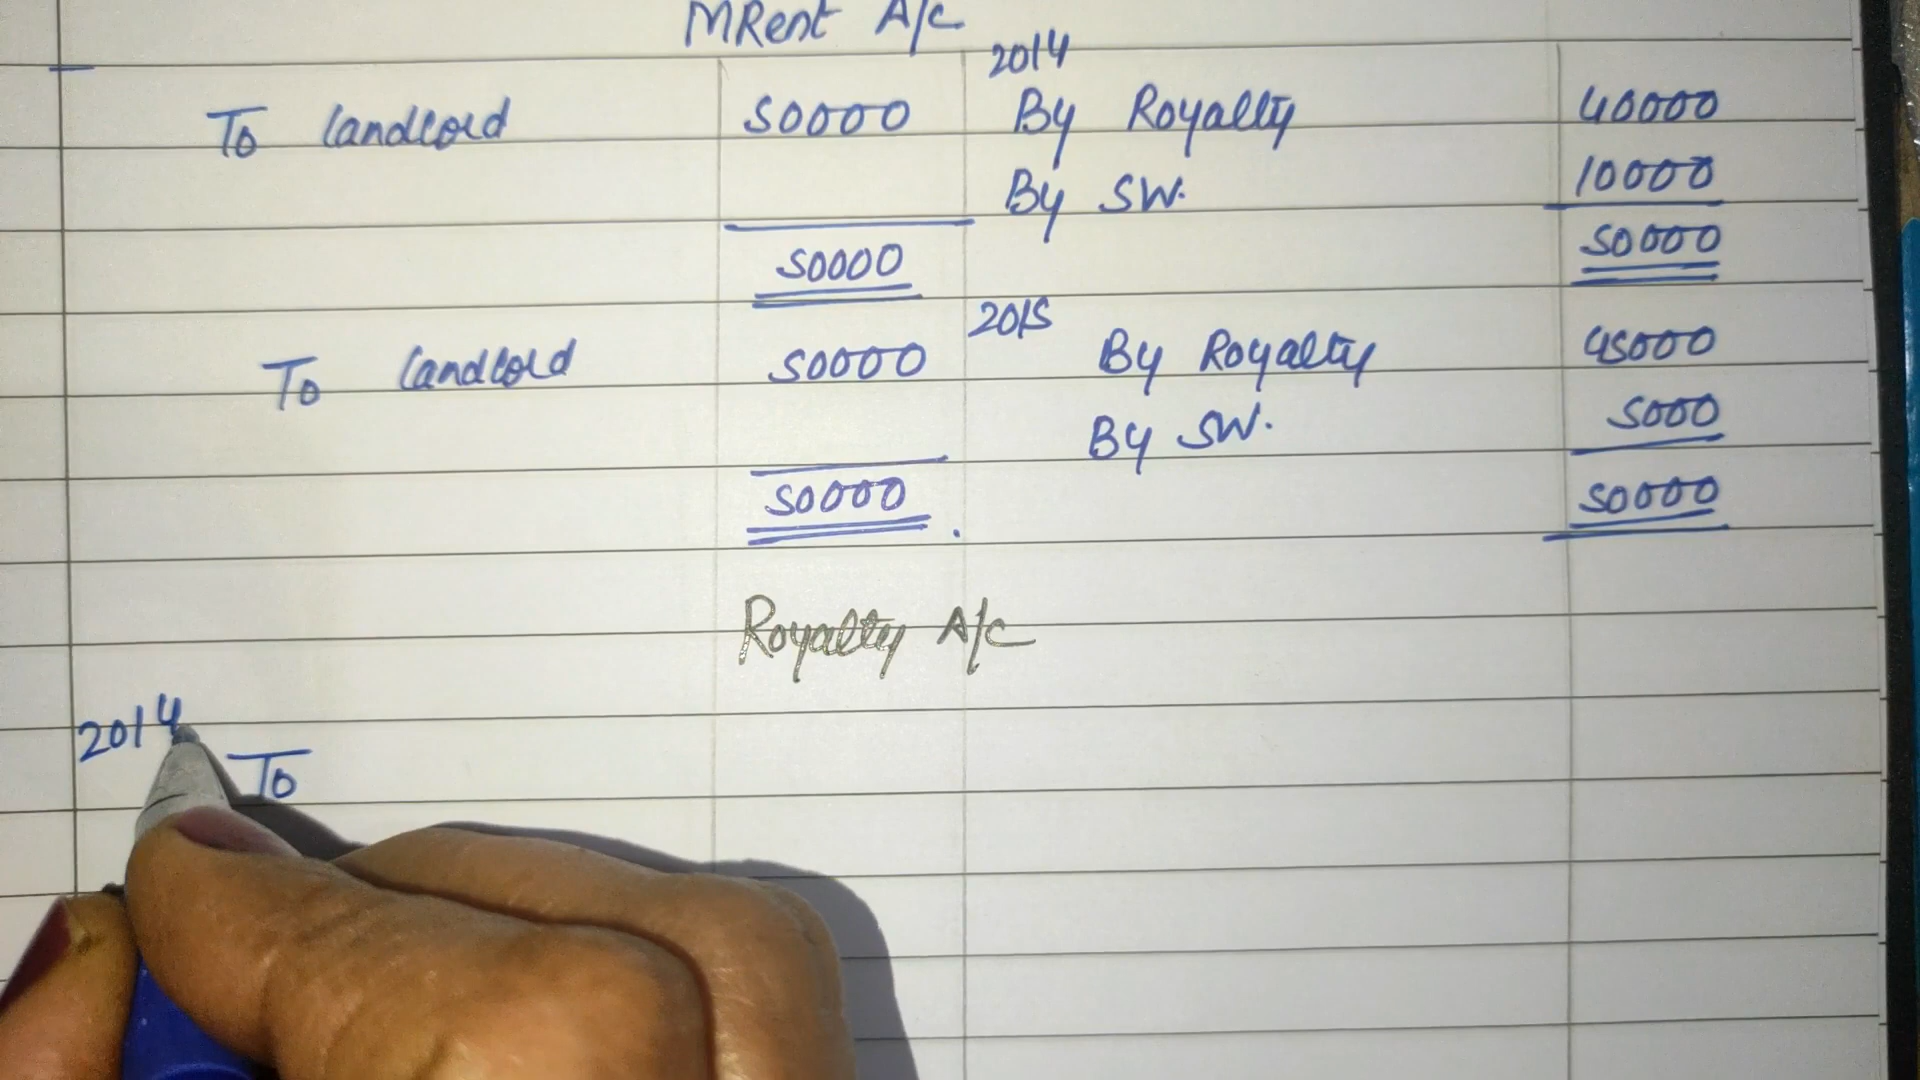 MRent A/c
2014
To Landlord 50000 By Royalty 40000
By SW. 10000
50000 50000
2015
To Landlord 50000 By Royalty 45000
By SW. 5000
50000 50000
Royalty A/c
2014
To